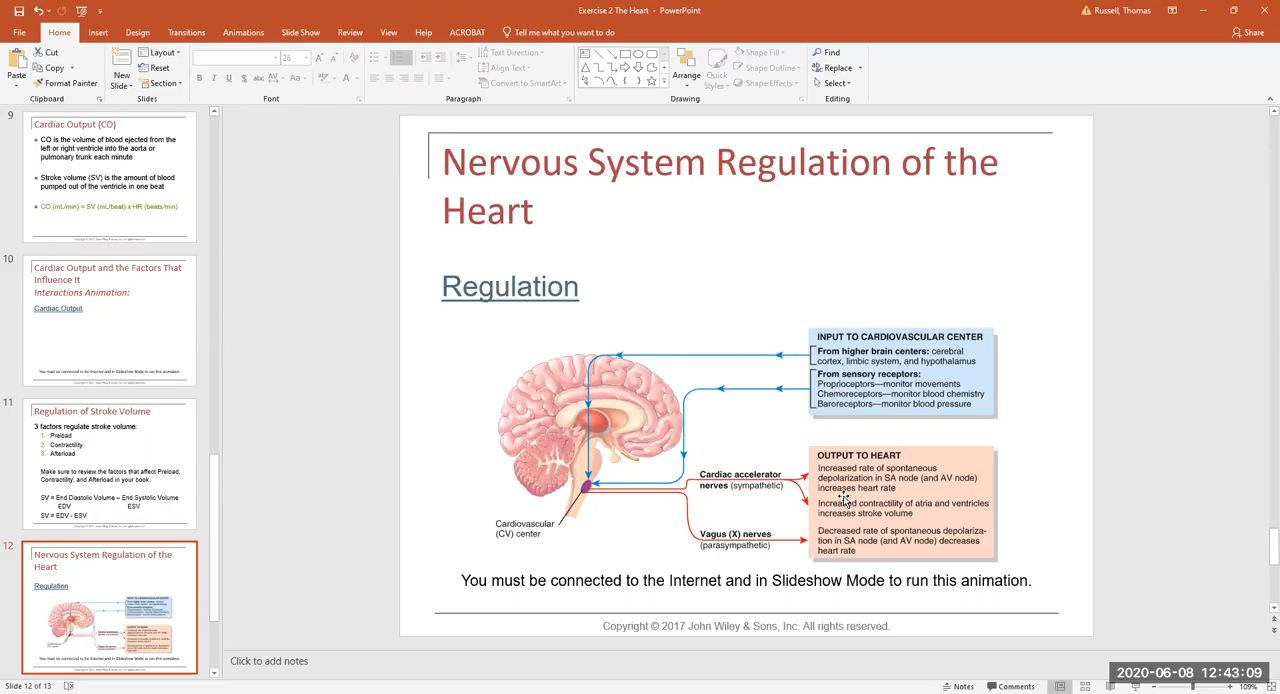 Exercise 2 The Heart - PowerPoint
Russell, Thomas
File Home Insert Design Transitions Animations Slide Show Review View Help ACROBAT Tell me what you want to do
Share
Paste
Cut
Copy
Format Painter
Clipboard
New
Slide
Layout
Reset
Section
Slides
26
Font
Text Direction
Align Text
Convert to SmartArt
Paragraph
Arrange
Quick
Styles
Shape Fill
Shape Outline
Shape Effects
Drawing
Find
Replace
Select
Editing
9
Cardiac Output (CO)
CO is the volume of blood ejected from the
left or right ventricle into the aorta or
pulmonary trunk each minute
Stroke volume (SV) is the amount of blood
pumped out of the ventricle in one beat
CO (mL/min) = SV (mL/beat) x HR (beats/min)
10
Cardiac Output and the Factors That
Influence It
Interactions Animation:
Cardiac Output
You must be connected to the Internet and in Slideshow Mode to run this animation.
11
Regulation of Stroke Volume
3 factors regulate stroke volume:
1. Preload
2. Contractility
3. Afterload
Make sure to review the factors that affect Preload,
Contractility, and Afterload in your book.
SV = End Diastolic Volume – End Systolic Volume
EDV ESV
SV = EDV - ESV
12
Nervous System Regulation of the
Heart
Regulation
You must be connected to the Internet and in Slideshow Mode to run this animation.
Nervous System Regulation of the
Heart
Regulation
INPUT TO CARDIOVASCULAR CENTER
From higher brain centers: cerebral
cortex, limbic system, and hypothalamus
From sensory receptors:
Proprioceptors—monitor movements
Chemoreceptors—monitor blood chemistry
Baroreceptors—monitor blood pressure
OUTPUT TO HEART
Increased rate of spontaneous
depolarization in SA node (and AV node)
increases heart rate
Increased contractility of atria and ventricles
increases stroke volume
Decreased rate of spontaneous depolariza-
tion in SA node (and AV node) decreases
heart rate
Cardiac accelerator
nerves (sympathetic)
Vagus (X) nerves
(parasympathetic)
Cardiovascular
(CV) center
You must be connected to the Internet and in Slideshow Mode to run this animation.
Copyright © 2017 John Wiley & Sons, Inc. All rights reserved.
Click to add notes
2020-06-08 12:43:09
Slide 12 of 13
Notes
Comments
109%